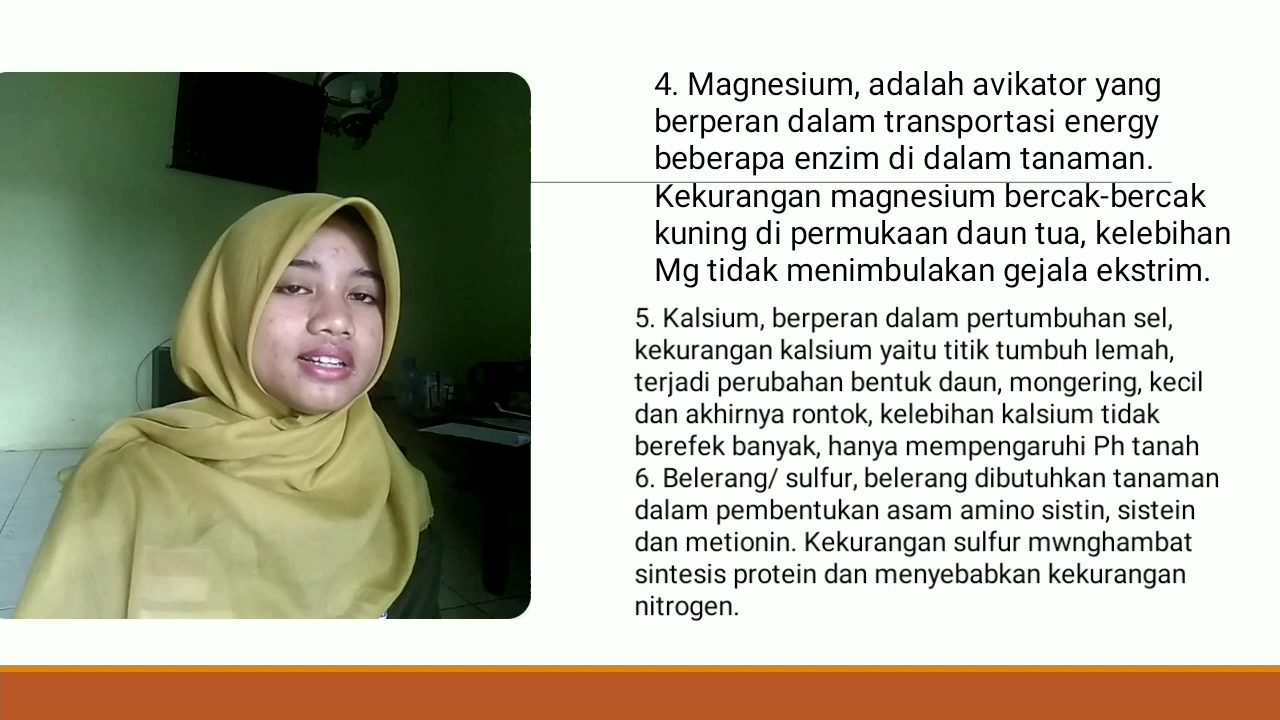 4. Magnesium, adalah avikator yang
berperan dalam transportasi energy
beberapa enzim di dalam tanaman.
Kekurangan magnesium bercak-bercak
kuning di permukaan daun tua, kelebihan
Mg tidak menimbulakan gejala ekstrim.
5. Kalsium, berperan dalam pertumbuhan sel,
kekurangan kalsium yaitu titik tumbuh lemah,
terjadi perubahan bentuk daun, mongering, kecil
dan akhirnya rontok, kelebihan kalsium tidak
berefek banyak, hanya mempengaruhi Ph tanah
6. Belerang/ sulfur, belerang dibutuhkan tanaman
dalam pembentukan asam amino sistin, sistein
dan metionin. Kekurangan sulfur mwnghambat
sintesis protein dan menyebabkan kekurangan
nitrogen.